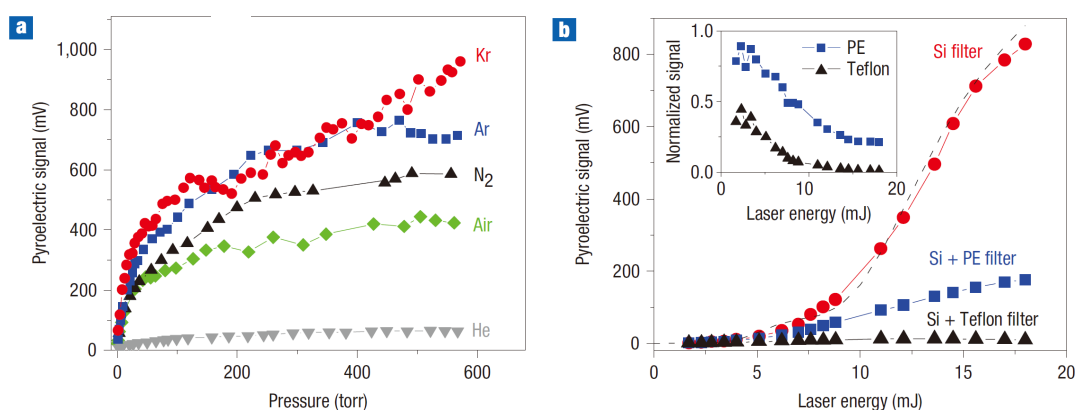 a
Pyroelectric signal (mV)
1,000
800
600
400
200
0
0
200
400
600
Pressure (torr)
Kr
Ar
N2
Air
He
b
Pyroelectric signal (mV)
800
600
400
200
0
0
5
10
15
20
Laser energy (mJ)
Si filter
Si + PE filter
Si + Teflon filter
Normalized signal
1.0
0.5
0.0
0
10
20
Laser energy (mJ)
PE
Teflon